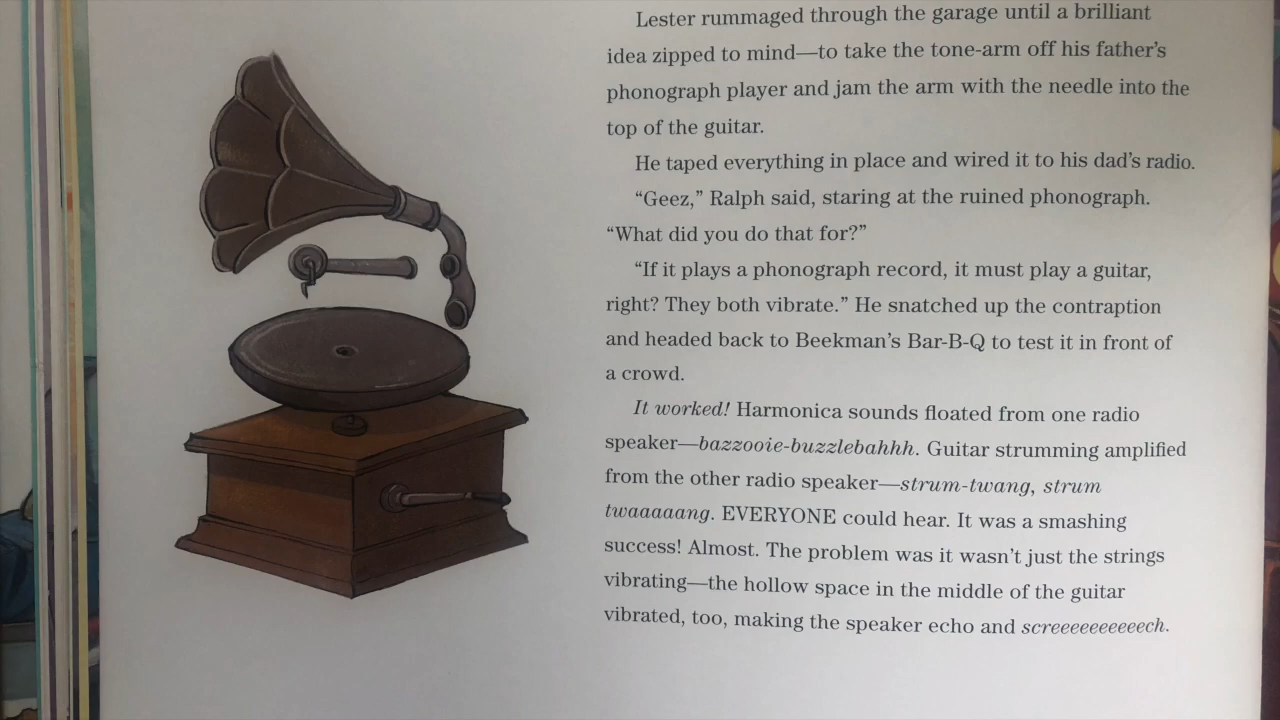 Lester rummaged through the garage until a brilliant
idea zipped to mind—to take the tone-arm off his father's
phonograph player and jam the arm with the needle into the
top of the guitar.
He taped everything in place and wired it to his dad's radio.
“Geez,” Ralph said, staring at the ruined phonograph.
“What did you do that for?”
“If it plays a phonograph record, it must play a guitar,
right? They both vibrate.” He snatched up the contraption
and headed back to Beekman's Bar-B-Q to test it in front of
a crowd.
It worked! Harmonica sounds floated from one radio
speaker—bazzooie-buzzlebahhh. Guitar strumming amplified
from the other radio speaker—strum-twang, strum
twaaaaang. EVERYONE could hear. It was a smashing
success! Almost. The problem was it wasn't just the strings
vibrating—the hollow space in the middle of the guitar
vibrated, too, making the speaker echo and screeeeeeeeeech.